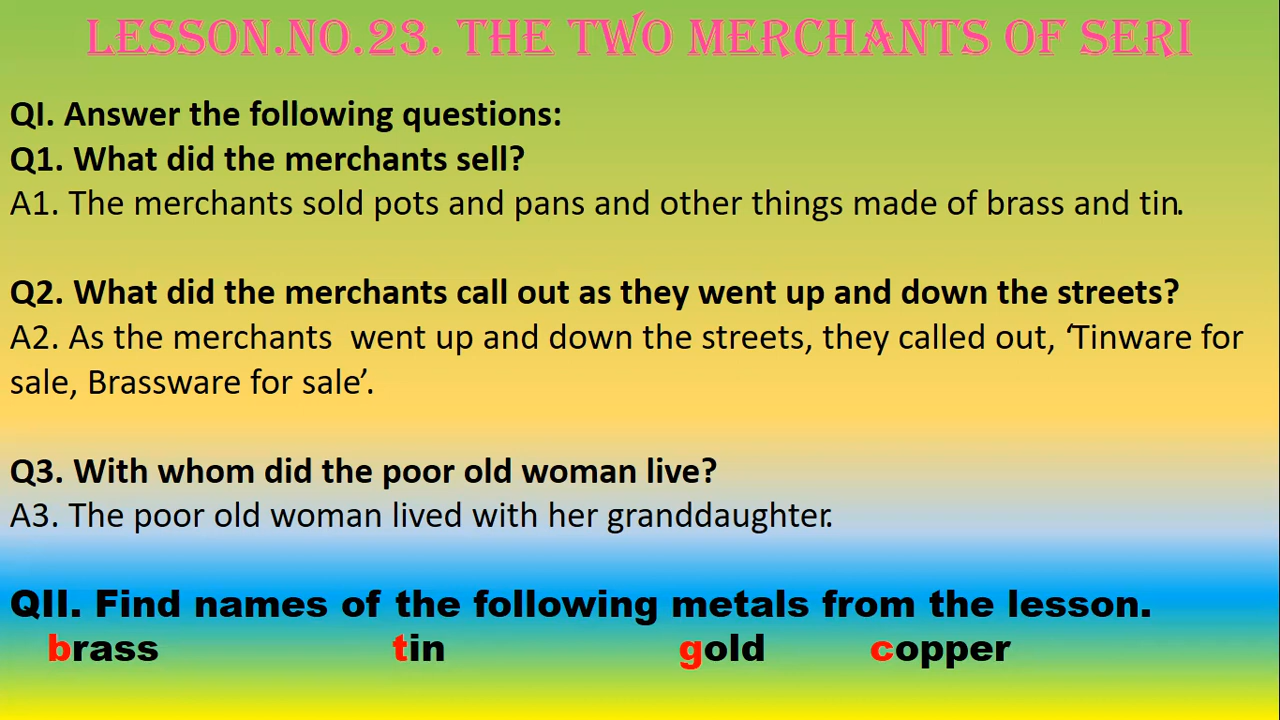 LESSON.NO.23. THE TWO MERCHANTS OF SERI
QI. Answer the following questions:
Q1. What did the merchants sell?
A1. The merchants sold pots and pans and other things made of brass and tin.
Q2. What did the merchants call out as they went up and down the streets?
A2. As the merchants  went up and down the streets, they called out, ‘Tinware for
sale, Brassware for sale’.
Q3. With whom did the poor old woman live?
A3. The poor old woman lived with her granddaughter.
QII. Find names of the following metals from the lesson.
brass tin gold copper